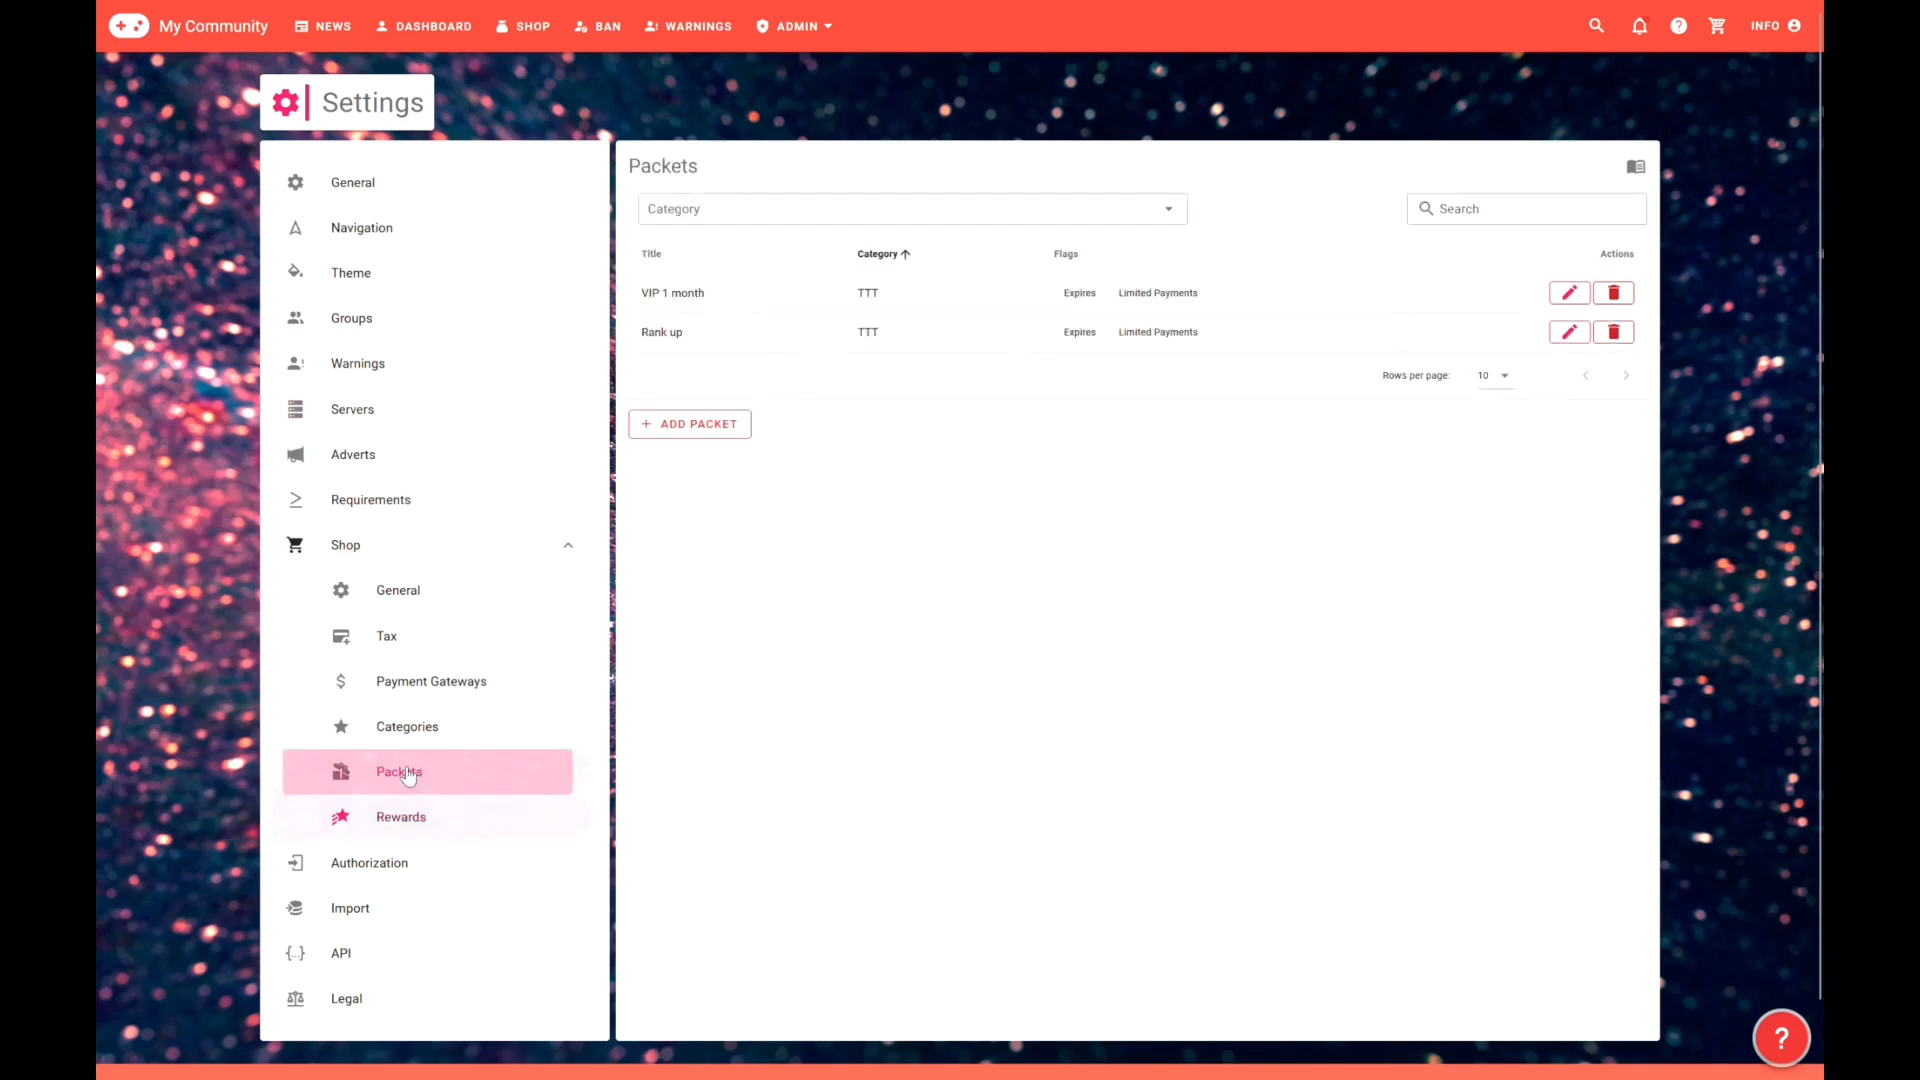 My Community NEWS DASHBOARD SHOP BAN WARNINGS ADMIN INFO
Settings
General
Navigation
Theme
Groups
Warnings
Servers
Adverts
Requirements
Shop
General
Tax
Payment Gateways
Categories
Packets
Rewards
Authorization
Import
API
Legal
Packets
Category
Search
Title Category Flags Actions
VIP 1 month TTT Expires Limited Payments
Rank up TTT Expires Limited Payments
Rows per page: 10
+ ADD PACKET
?